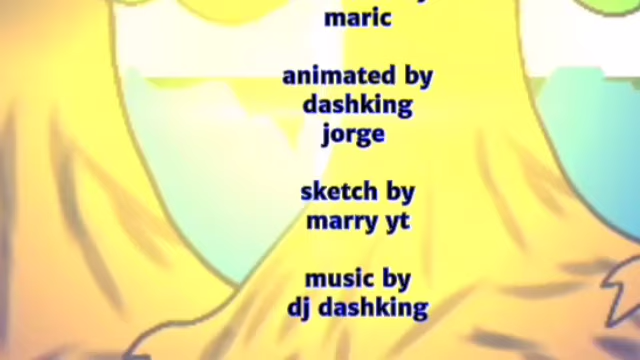 maric
animated by
dashking
jorge
sketch by
marry yt
music by
dj dashking